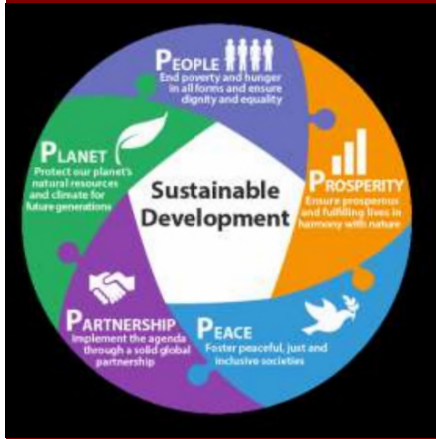 PEOPLE
End poverty and hunger
in all forms and ensure
dignity and equality
PROSPERITY
Ensure prosperous
and fulfilling lives in
harmony with nature
PEACE
Foster peaceful, just and
inclusive societies
PARTNERSHIP
Implement the agenda
through a solid global
partnership
PLANET
Protect our planet's
natural resources
and climate for
future generations
Sustainable
Development